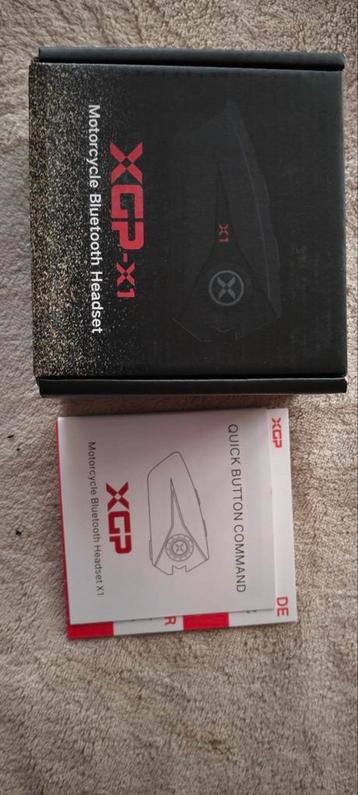 XGP-X1
Motorcycle Bluetooth Headset
X1
XGP
DE
QUICK BUTTON COMMAND
XGP
Motorcycle Bluetooth Headset X1
R